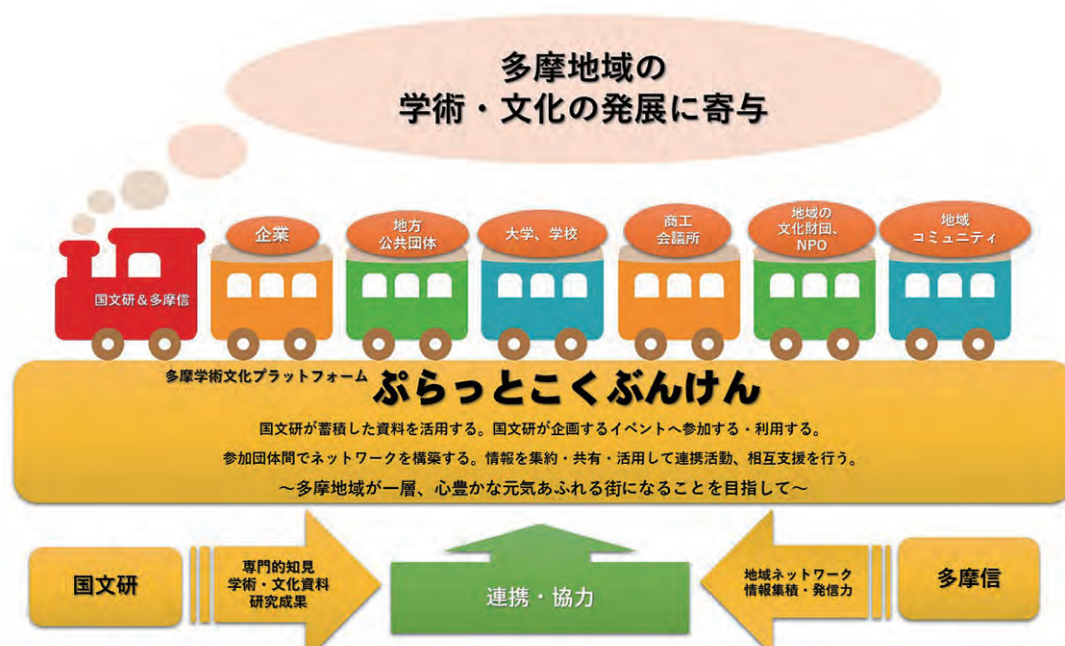 多摩地域の
学術・文化の発展に寄与
国文研＆多摩信
企業
地方
公共団体
大学、学校
商工
会議所
地域の
文化財団、
NPO
地域
コミュニティ
多摩学術文化プラットフォーム ぷらっとこくぶんけん
国文研が蓄積した資料を活用する。国文研が企画するイベントへ参加する・利用する。
参加団体間でネットワークを構築する。情報を集約・共有・活用して連携活動、相互支援を行う。
～多摩地域が一層、心豊かな元気あふれる街になることを目指して～
国文研
専門的知見
学術・文化資料
研究成果
連携・協力
地域ネットワーク
情報集積・発信力
多摩信